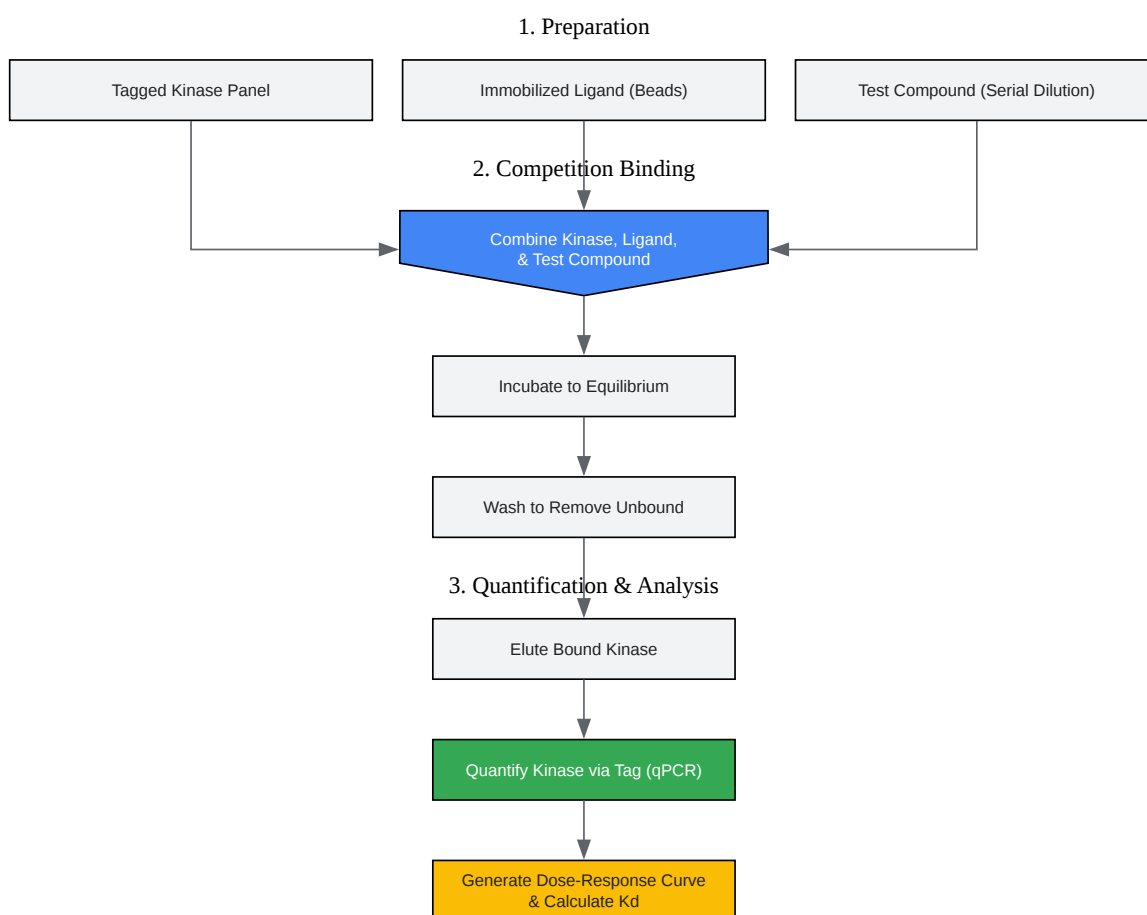 1. Preparation
Tagged Kinase Panel
Immobilized Ligand (Beads)
Test Compound (Serial Dilution)
2. Competition Binding
Combine Kinase, Ligand,
& Test Compound
Incubate to Equilibrium
Wash to Remove Unbound
3. Quantification & Analysis
Elute Bound Kinase
Quantify Kinase via Tag (qPCR)
Generate Dose-Response Curve
& Calculate Kd